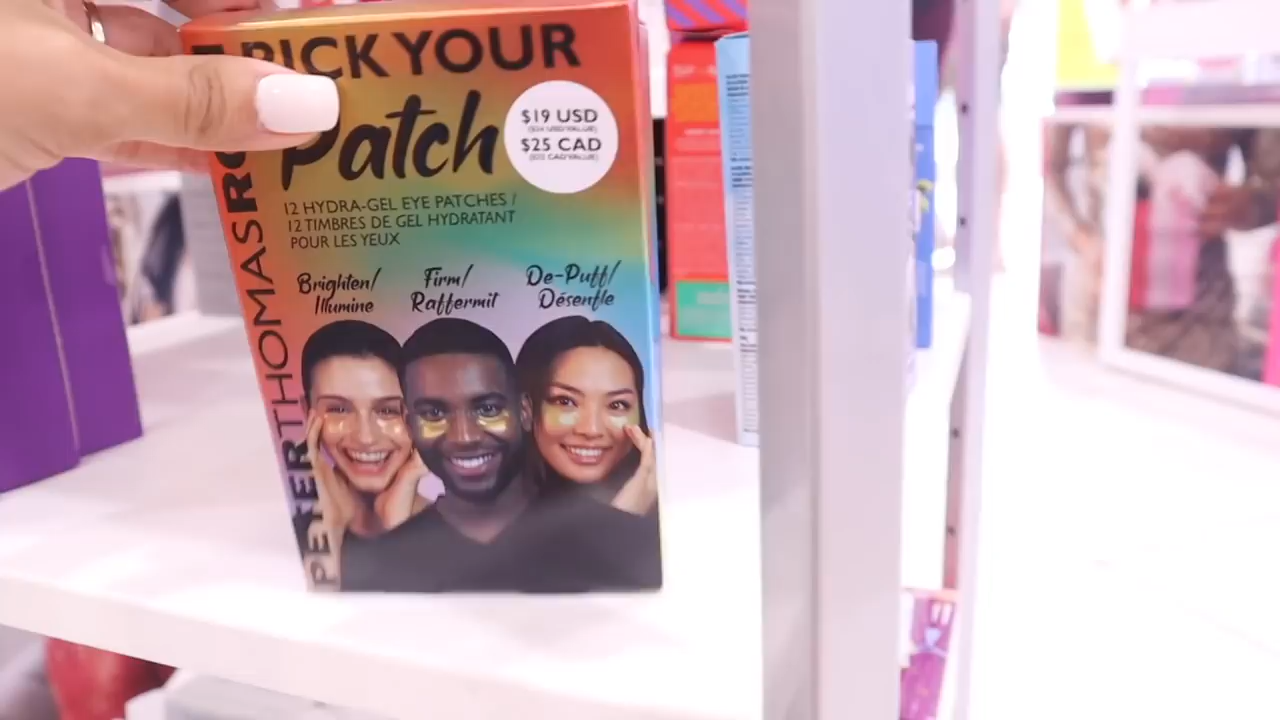 PICK YOUR
Patch
$19 USD
$25 CAD
12 HYDRA-GEL EYE PATCHES /
12 TIMBRES DE GEL HYDRATANT
POUR LES YEUX
Brighten/
Illumine
Firm/
Raffermit
De-Puff/
Désenfle
PETERTHOMASRO